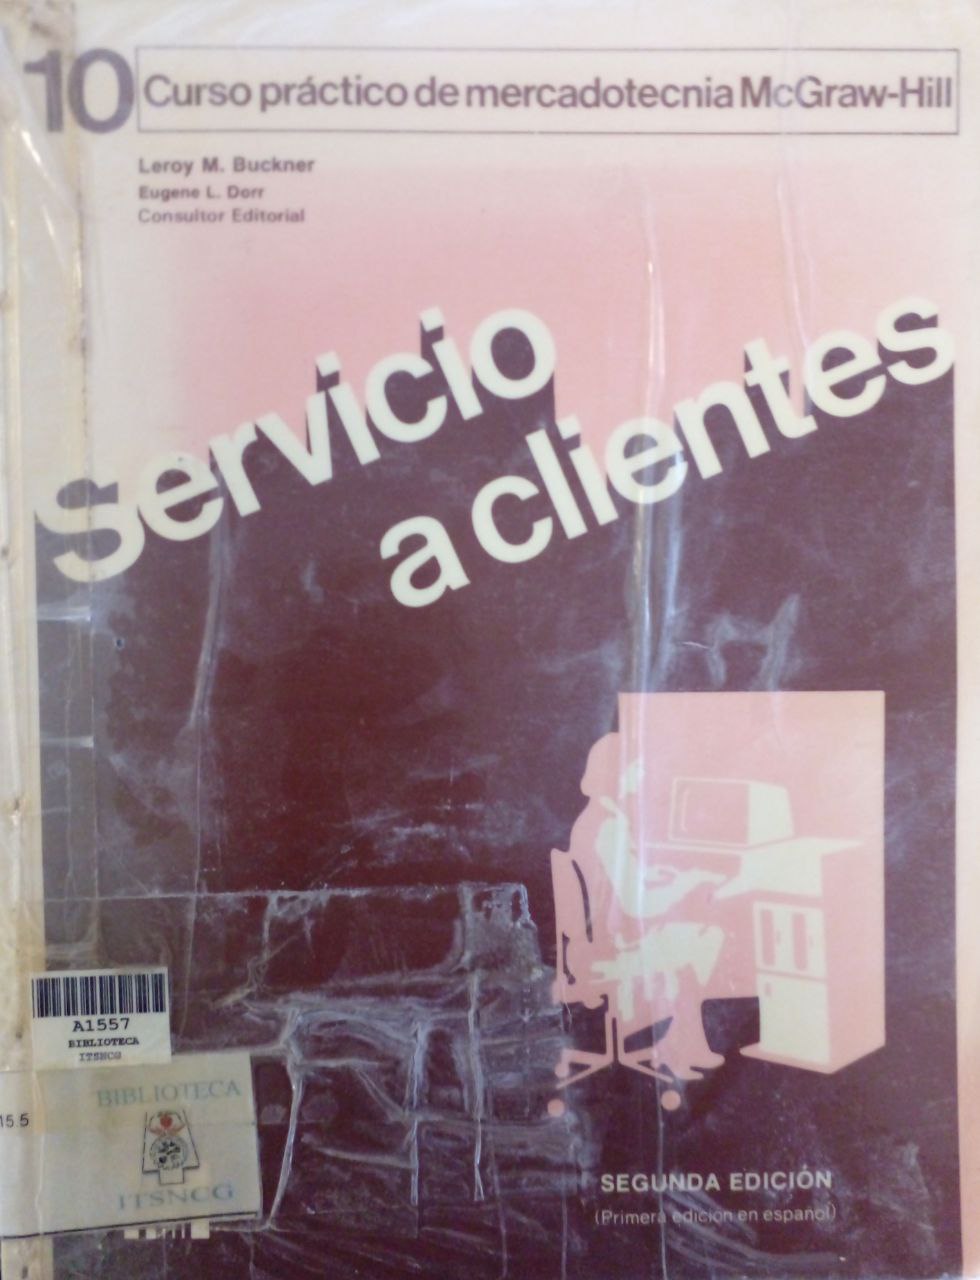 10
Curso práctico de mercadotecnia McGraw-Hill
Leroy M. Buckner
Eugene L. Dorr
Consultor Editorial
servicio
a clientes
A1557
BIBLIOTECA
ITSNCG
15.5
BIBLIOTECA
ITSNCG
SEGUNDA EDICIÓN
(Primera edición en español)